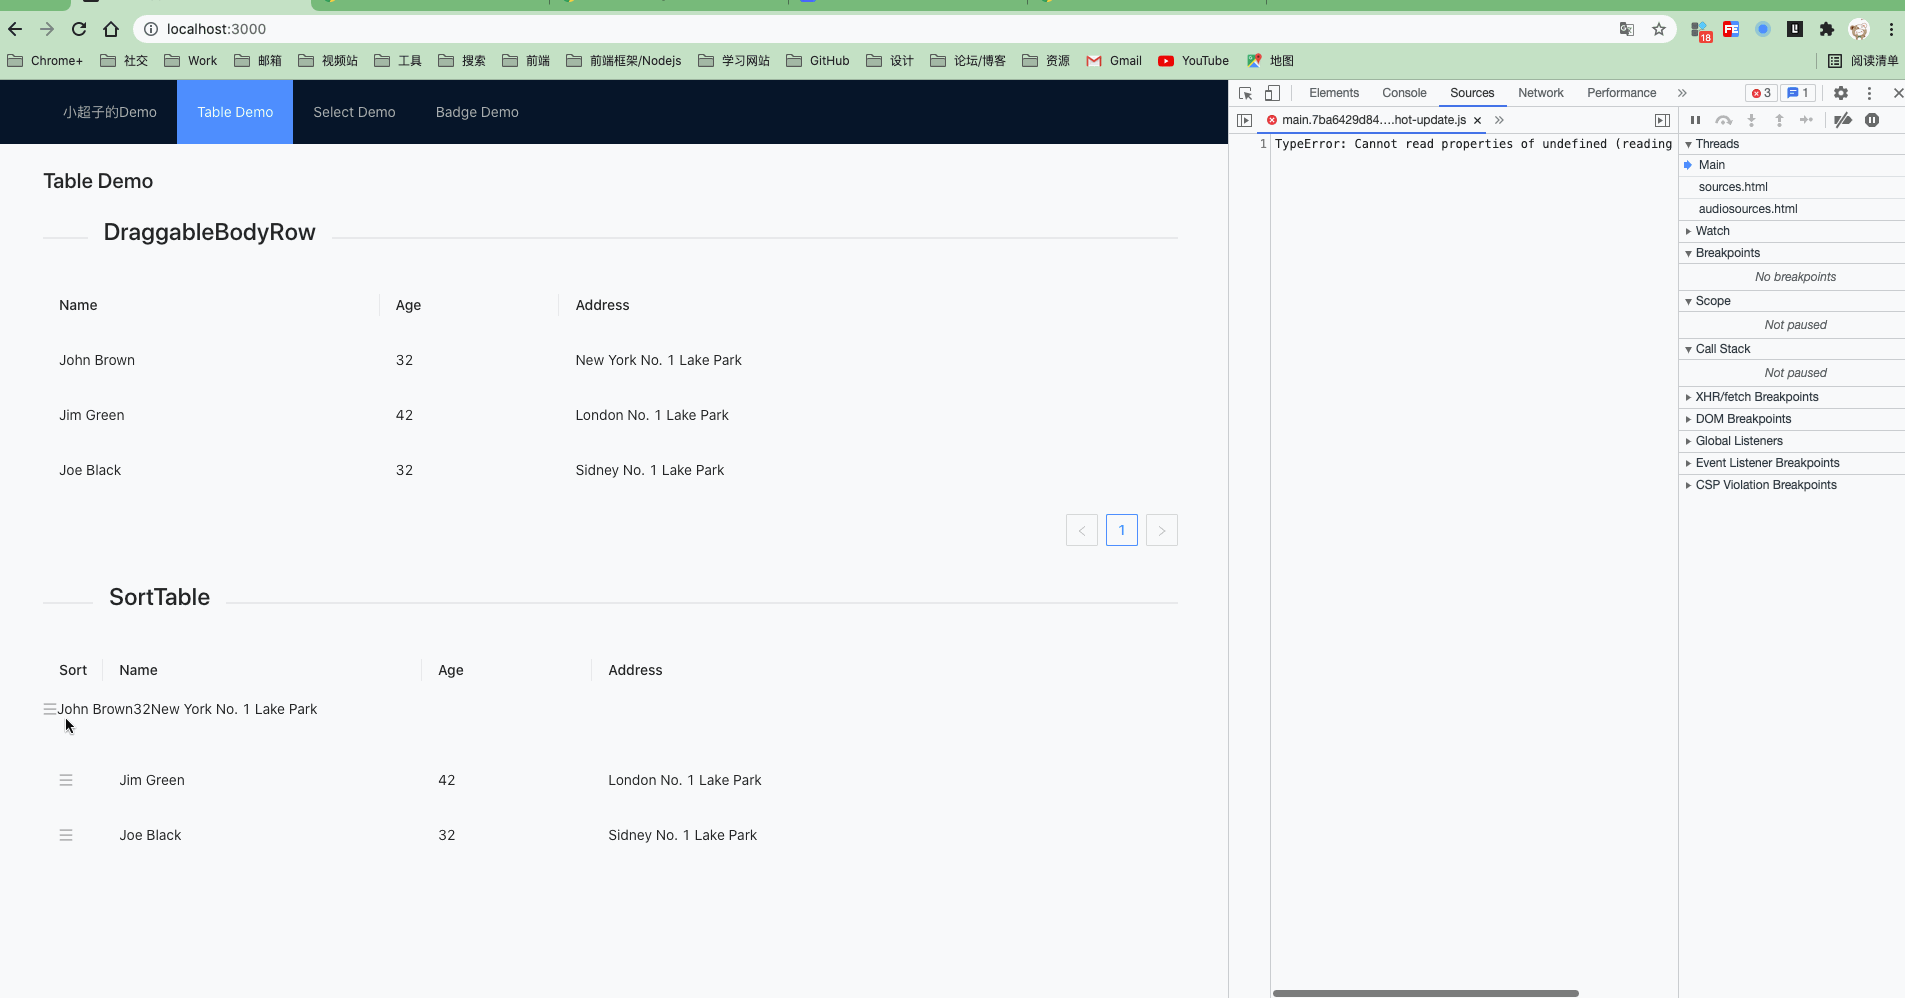 localhost:3000
18
Chrome+ 社交 Work 邮箱 视频站 工具 搜索 前端 前端框架/Nodejs 学习网站 GitHub 设计 论坛/博客 资源 Gmail YouTube 地图 阅读清单
小超子的Demo Table Demo Select Demo Badge Demo
Elements Console Sources Network Performance 3 1
main.7ba6429d84....hot-update.js
1 TypeError: Cannot read properties of undefined (reading
Threads
Main
sources.html
audiosources.html
Watch
Breakpoints
No breakpoints
Scope
Not paused
Call Stack
Not paused
XHR/fetch Breakpoints
DOM Breakpoints
Global Listeners
Event Listener Breakpoints
CSP Violation Breakpoints
Table Demo
DraggableBodyRow
Name Age Address
John Brown 32 New York No. 1 Lake Park
Jim Green 42 London No. 1 Lake Park
Joe Black 32 Sidney No. 1 Lake Park
< 1 >
SortTable
Sort Name Age Address
John Brown32New York No. 1 Lake Park
Jim Green 42 London No. 1 Lake Park
Joe Black 32 Sidney No. 1 Lake Park